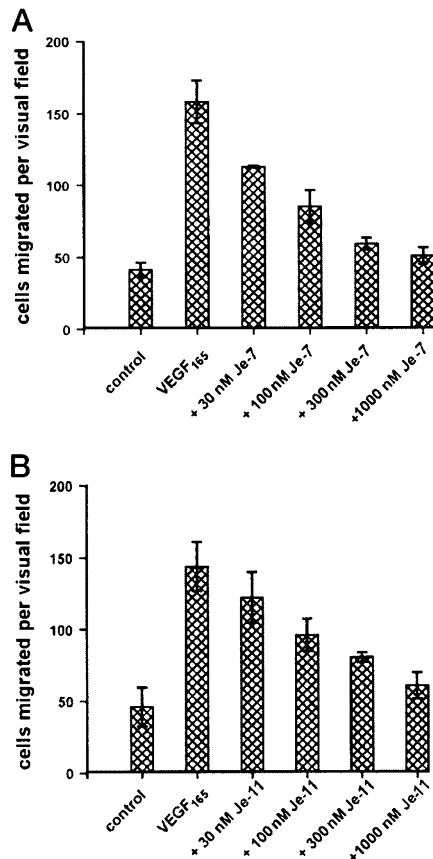 A
cells migrated per visual field
200
150
100
50
0
control
VEGF165
+ 30 nM Je-7
+ 100 nM Je-7
+ 300 nM Je-7
+1000 nM Je-7
B
cells migrated per visual field
200
150
100
50
0
control
VEGF165
+ 30 nM Je-11
+ 100 nM Je-11
+ 300 nM Je-11
+1000 nM Je-11